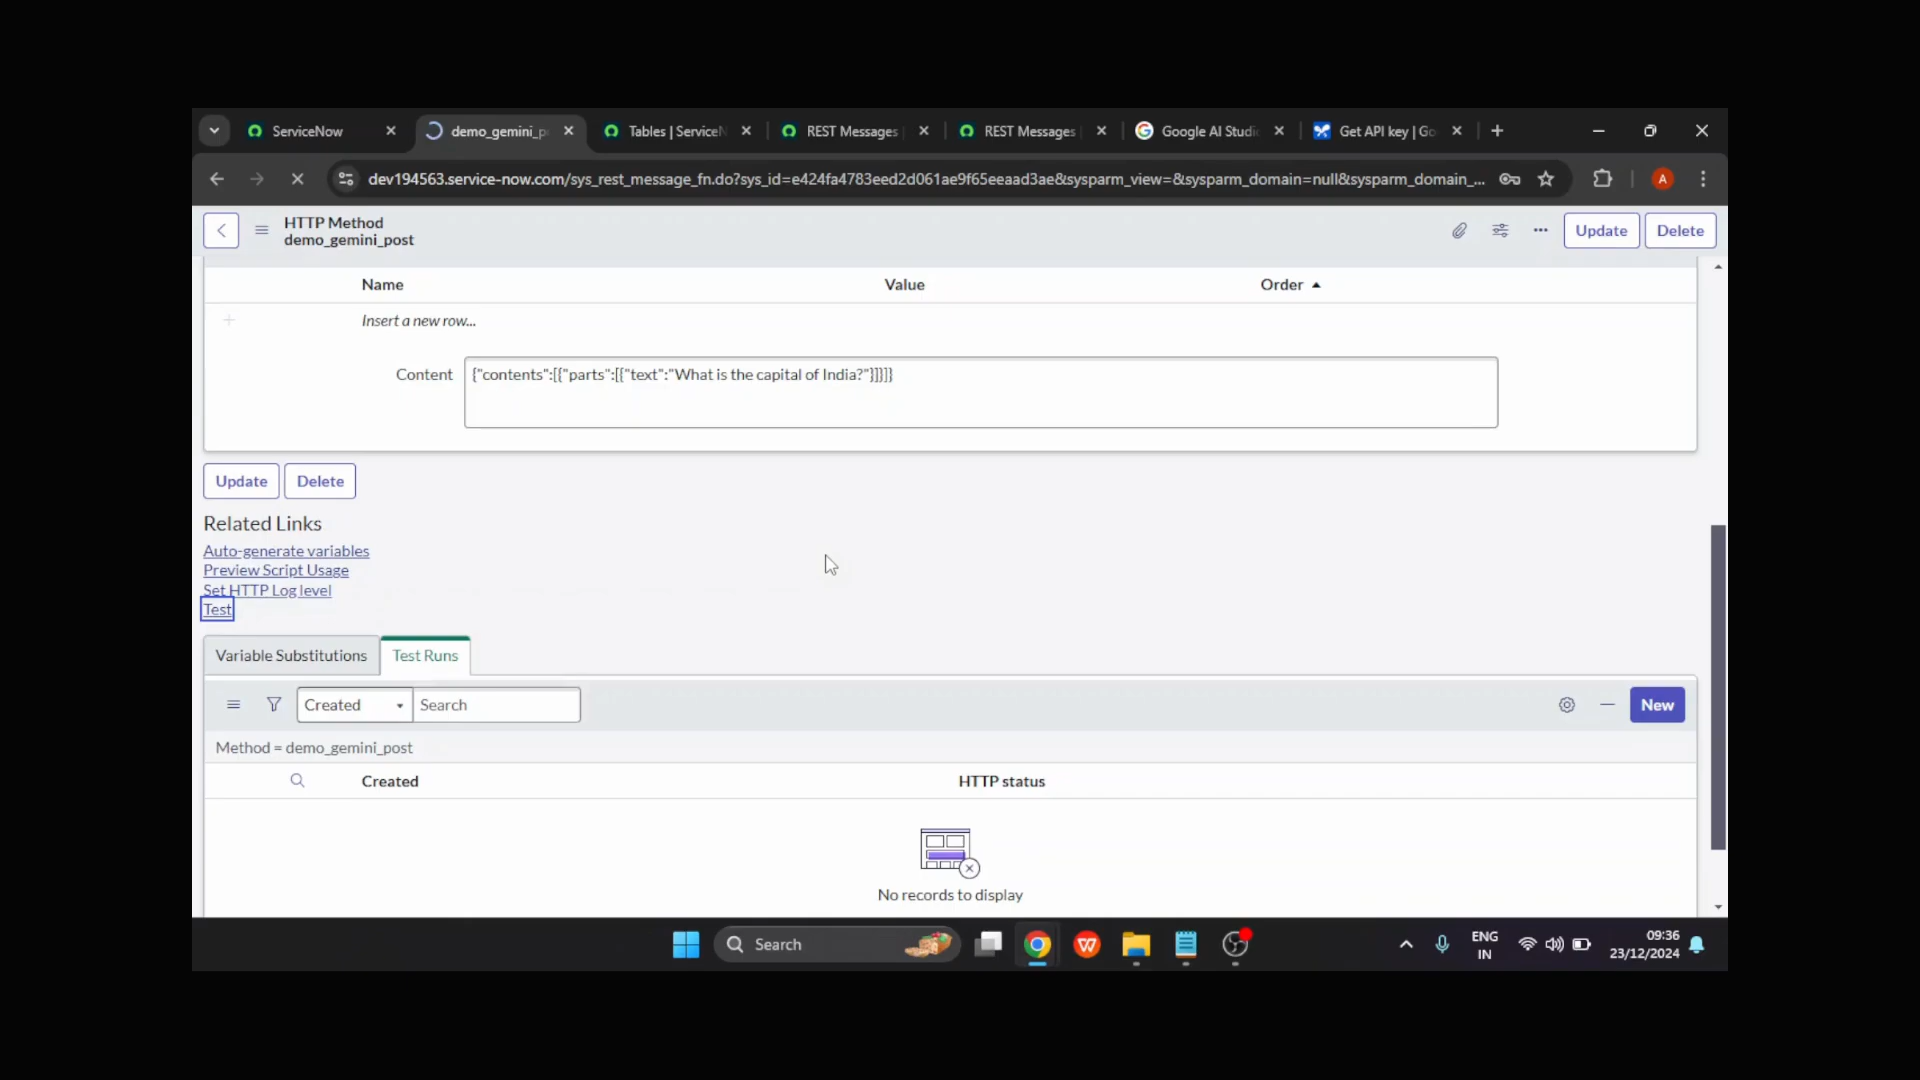 ServiceNow
demo_gemini_p
Tables | ServiceN
REST Messages
REST Messages
Google AI Studi
Get API key | Go
dev194563.service-now.com/sys_rest_message_fn.do?sys_id=e424fa4783eed2d061ae9f65eeaad3ae&sysparm_view=&sysparm_domain=null&sysparm_domain_...
A
HTTP Method
demo_gemini_post
Update
Delete
Name
Value
Order
Insert a new row...
Content
{"contents":[{"parts":[{"text":"What is the capital of India?"}]}]}
Update
Delete
Related Links
Auto-generate variables
Preview Script Usage
Set HTTP Log level
Test
Variable Substitutions
Test Runs
Created
Search
New
Method = demo_gemini_post
Created
HTTP status
No records to display
Search
ENG
IN
09:36
23/12/2024